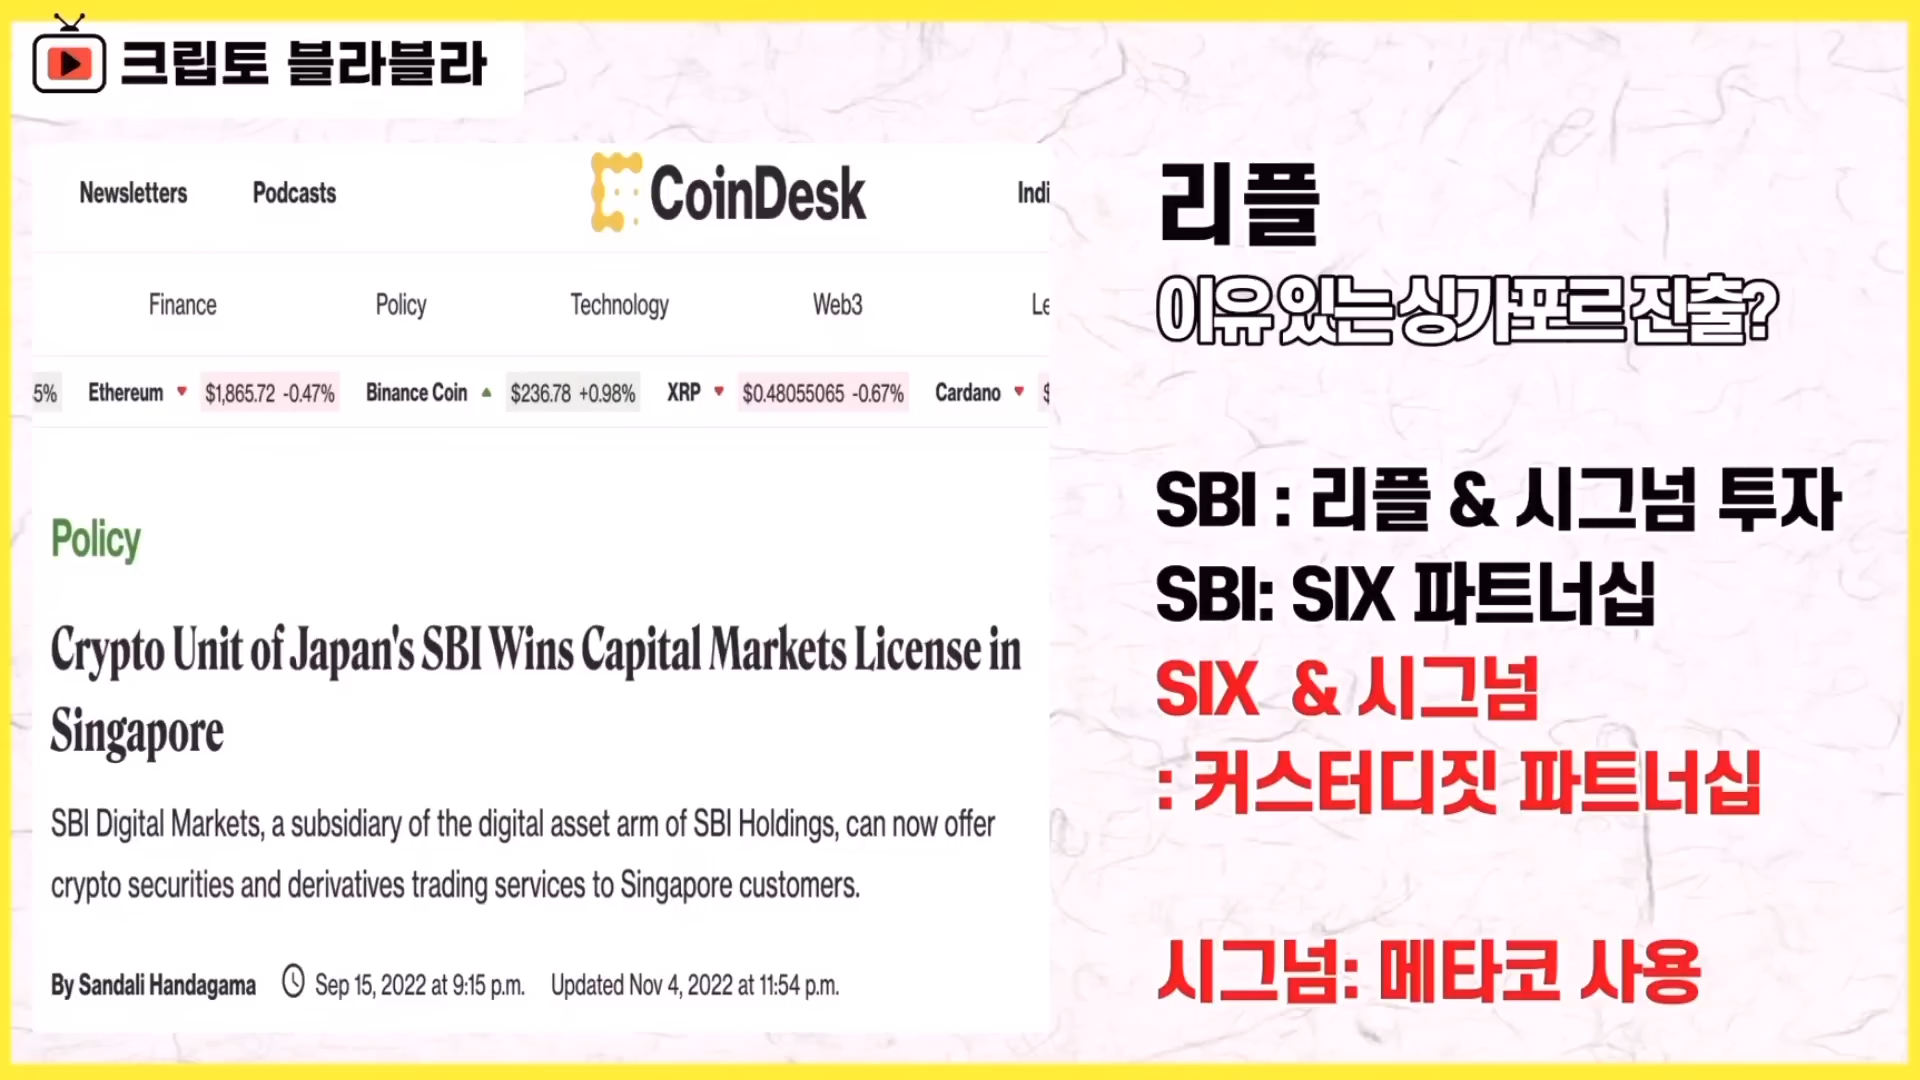 크립토 블라블라
Newsletters Podcasts CoinDesk Indi
Finance Policy Technology Web3 Le
5% Ethereum ▼ $1,865.72 -0.47% Binance Coin ▲ $236.78 +0.98% XRP ▼ $0.48055065 -0.67% Cardano ▼ $
Policy
Crypto Unit of Japan's SBI Wins Capital Markets License in
Singapore
SBI Digital Markets, a subsidiary of the digital asset arm of SBI Holdings, can now offer
crypto securities and derivatives trading services to Singapore customers.
By Sandali Handagama Sep 15, 2022 at 9:15 p.m. Updated Nov 4, 2022 at 11:54 p.m.
리플
이유 있는 싱가포르 진출?
SBI : 리플 & 시그넘 투자
SBI: SIX 파트너십
SIX & 시그넘
: 커스터디짓 파트너십
시그넘: 메타코 사용